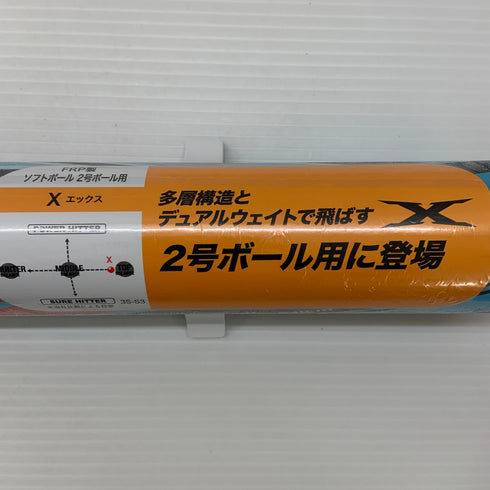 FRP製
ソフトボール 2号ボール用
X エックス
POWER HITTER
X
UNTER
MIDDLE
TOP
SURE HITTER
3S-S3
多層構造と
デュアルウェイトで飛ばす
X
2号ボール用に登場